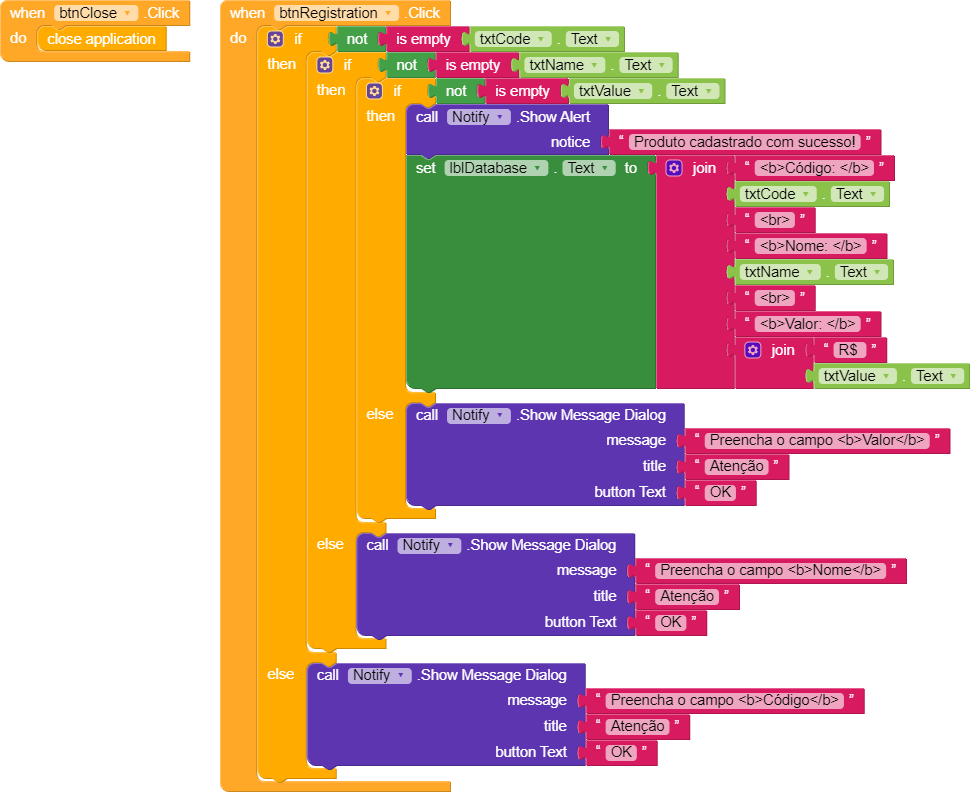 when btnClose .Click
do close application
when btnRegistration .Click
do if not is empty txtCode . Text
then if not is empty txtName . Text
then if not is empty txtValue . Text
then call Notify .Show Alert
notice “ Produto cadastrado com sucesso! ”
set lblDatabase . Text to join “ <b>Código: </b> ”
txtCode . Text
“ <br> ”
“ <b>Nome: </b> ”
txtName . Text
“ <br> ”
“ <b>Valor: </b> ”
join “ R$ ”
txtValue . Text
else call Notify .Show Message Dialog
message “ Preencha o campo <b>Valor</b> ”
title “ Atenção ”
button Text “ OK ”
else call Notify .Show Message Dialog
message “ Preencha o campo <b>Nome</b> ”
title “ Atenção ”
button Text “ OK ”
else call Notify .Show Message Dialog
message “ Preencha o campo <b>Código</b> ”
title “ Atenção ”
button Text “ OK ”